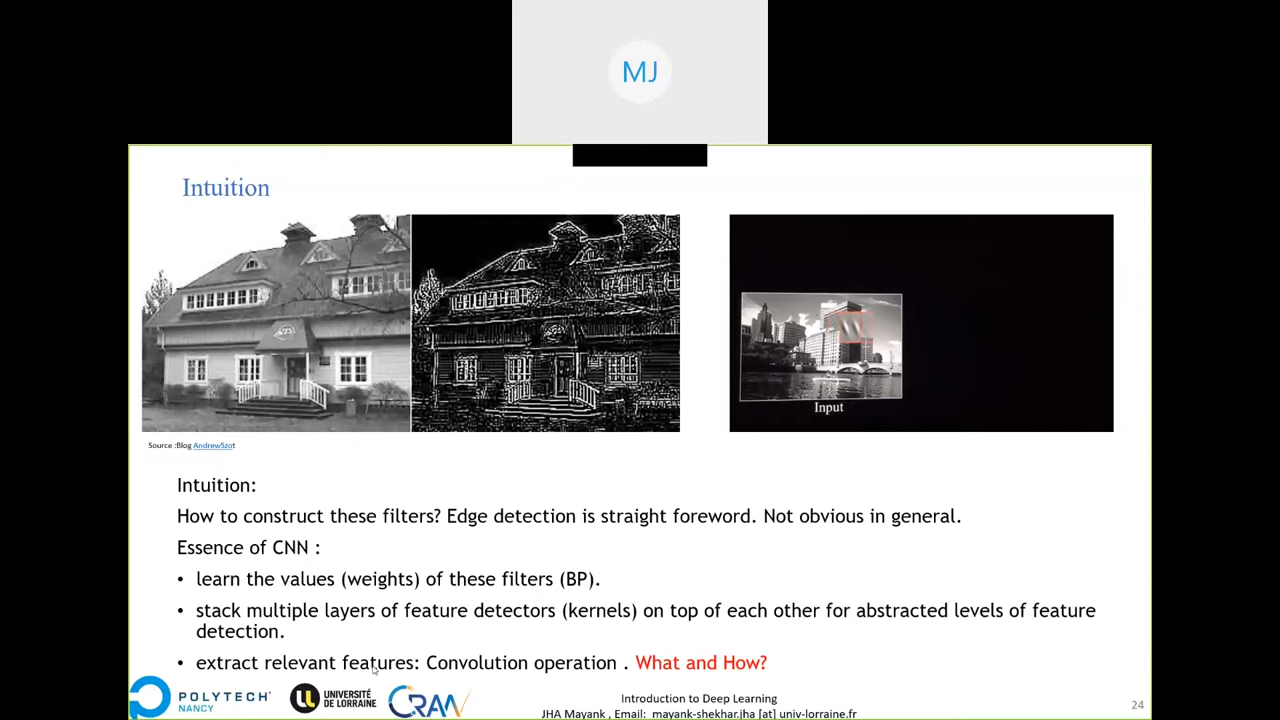 MJ
Intuition
Input
Source :Blog AndrewSzot
Intuition:
How to construct these filters? Edge detection is straight foreword. Not obvious in general.
Essence of CNN :
• learn the values (weights) of these filters (BP).
• stack multiple layers of feature detectors (kernels) on top of each other for abstracted levels of feature
detection.
• extract relevant features: Convolution operation . What and How?
POLYTECH
NANCY
UNIVERSITÉ
DE LORRAINE
CRAN
Introduction to Deep Learning
JHA Mayank , Email: mayank-shekhar.jha [at] univ-lorraine.fr
24